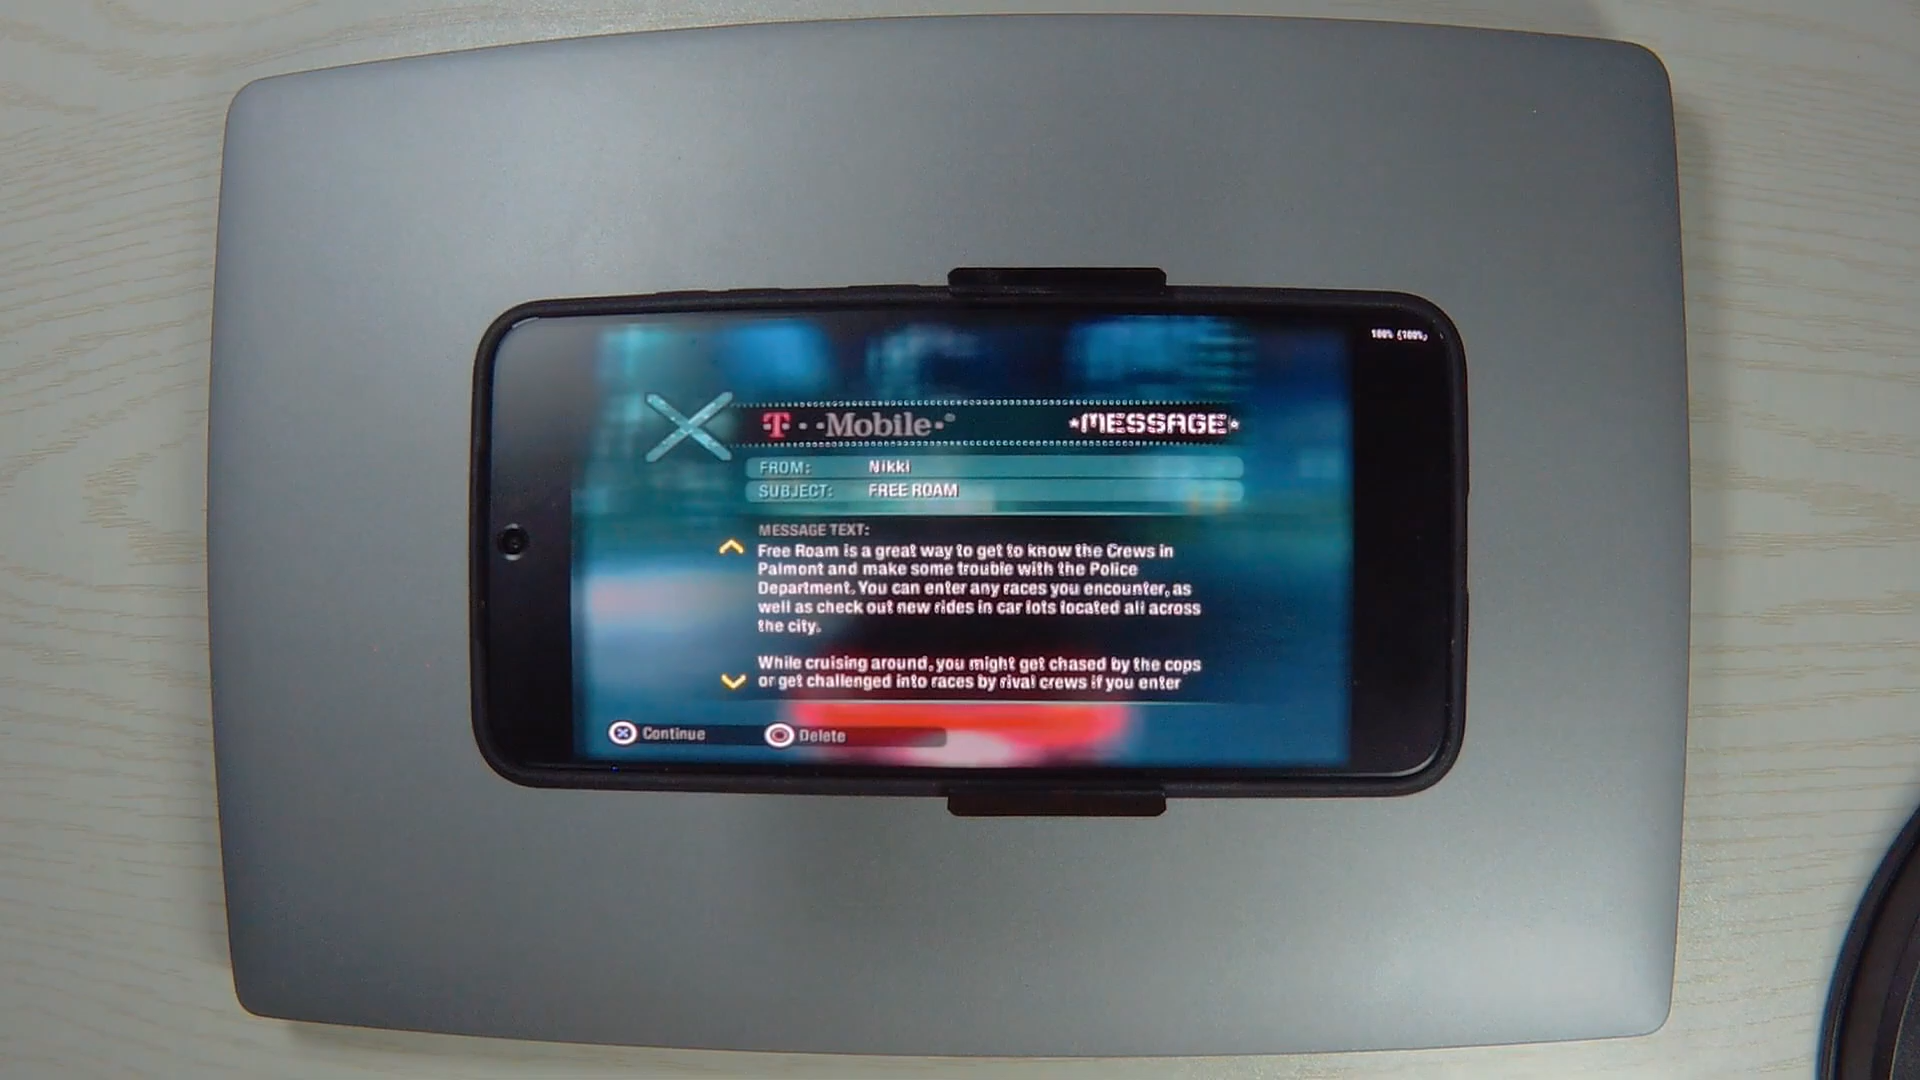 100% (100%)
T··Mobile·®
*MESSAGE*
FROM: Nikki
SUBJECT: FREE ROAM
MESSAGE TEXT:
Free Roam is a great way to get to know the Crews in
Palmont and make some trouble with the Police
Department. You can enter any races you encounter, as
well as check out new rides in car lots located all across
the city.
While cruising around, you might get chased by the cops
or get challenged into races by rival crews if you enter
Continue Delete